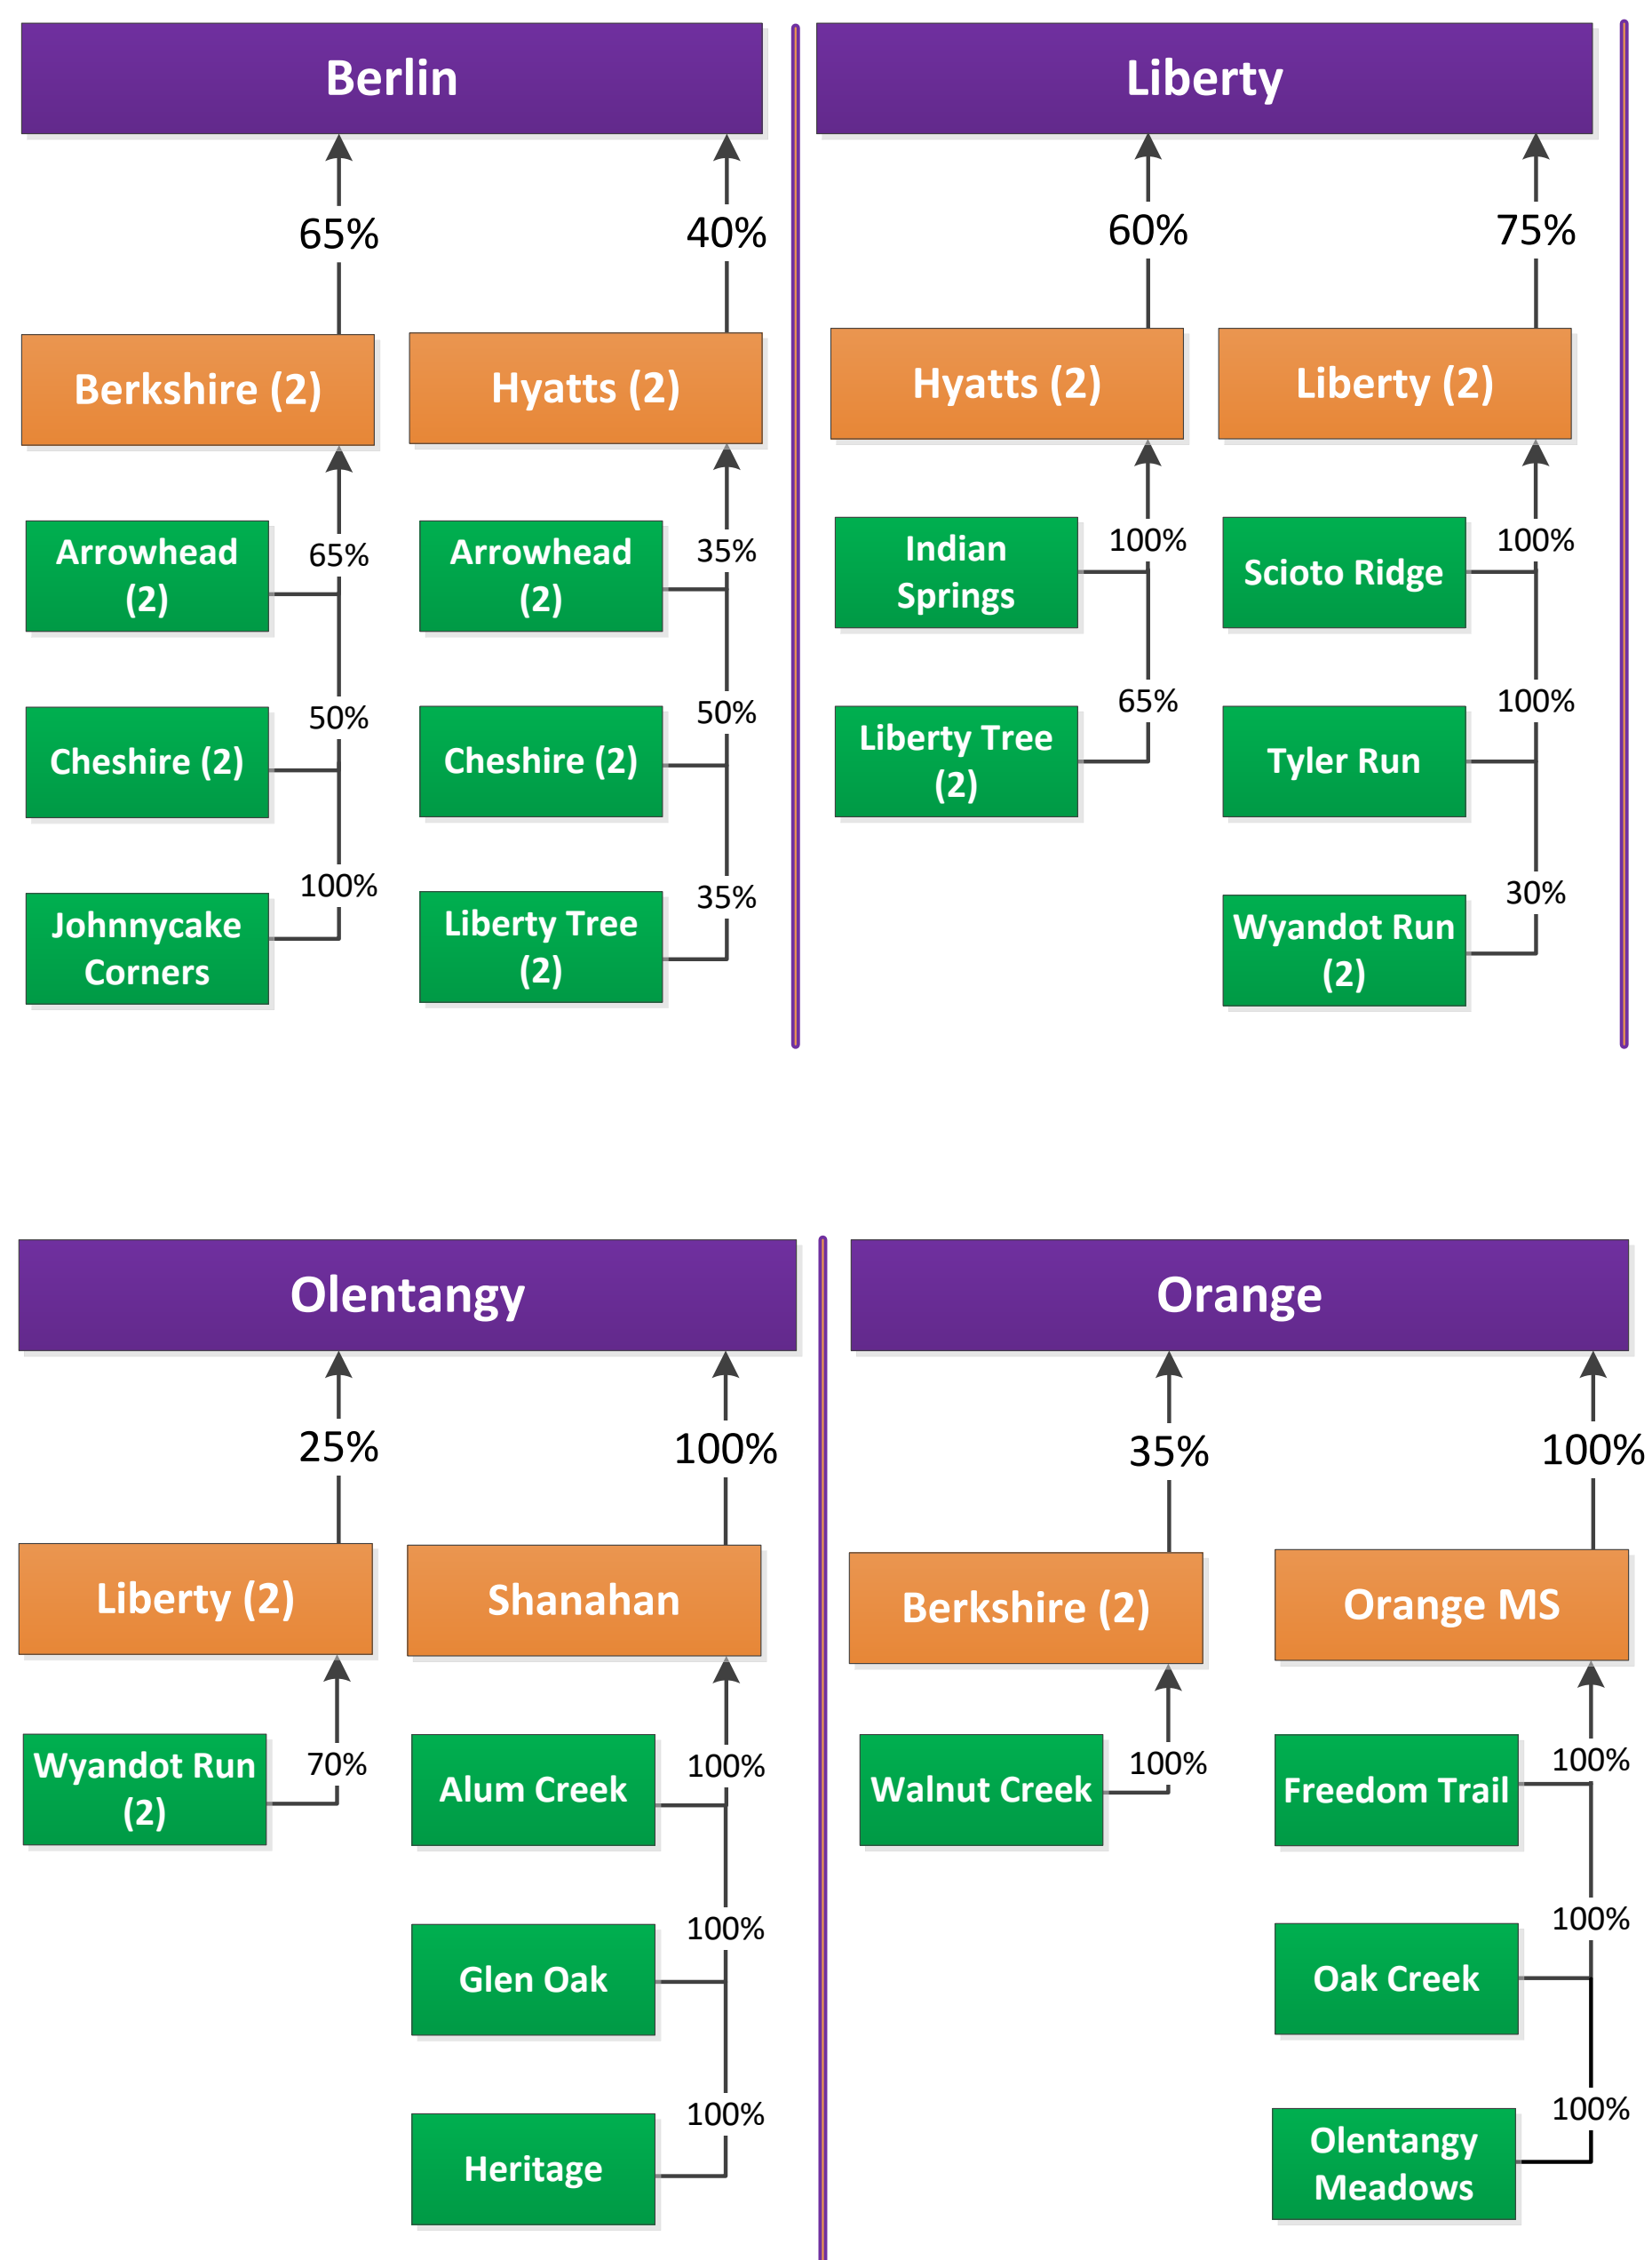 Berlin
65%
40%
Berkshire (2)
Hyatts (2)
Arrowhead
(2)
65%
Arrowhead
(2)
35%
Cheshire (2)
50%
Cheshire (2)
50%
Johnnycake
Corners
100%
Liberty Tree
(2)
35%
Liberty
60%
75%
Hyatts (2)
Liberty (2)
Indian
Springs
100%
Scioto Ridge
100%
Liberty Tree
(2)
65%
Tyler Run
100%
Wyandot Run
(2)
30%
Olentangy
25%
100%
Liberty (2)
Shanahan
Wyandot Run
(2)
70%
Alum Creek
100%
Glen Oak
100%
Heritage
100%
Orange
35%
100%
Berkshire (2)
Orange MS
Walnut Creek
100%
Freedom Trail
100%
Oak Creek
100%
Olentangy
Meadows
100%